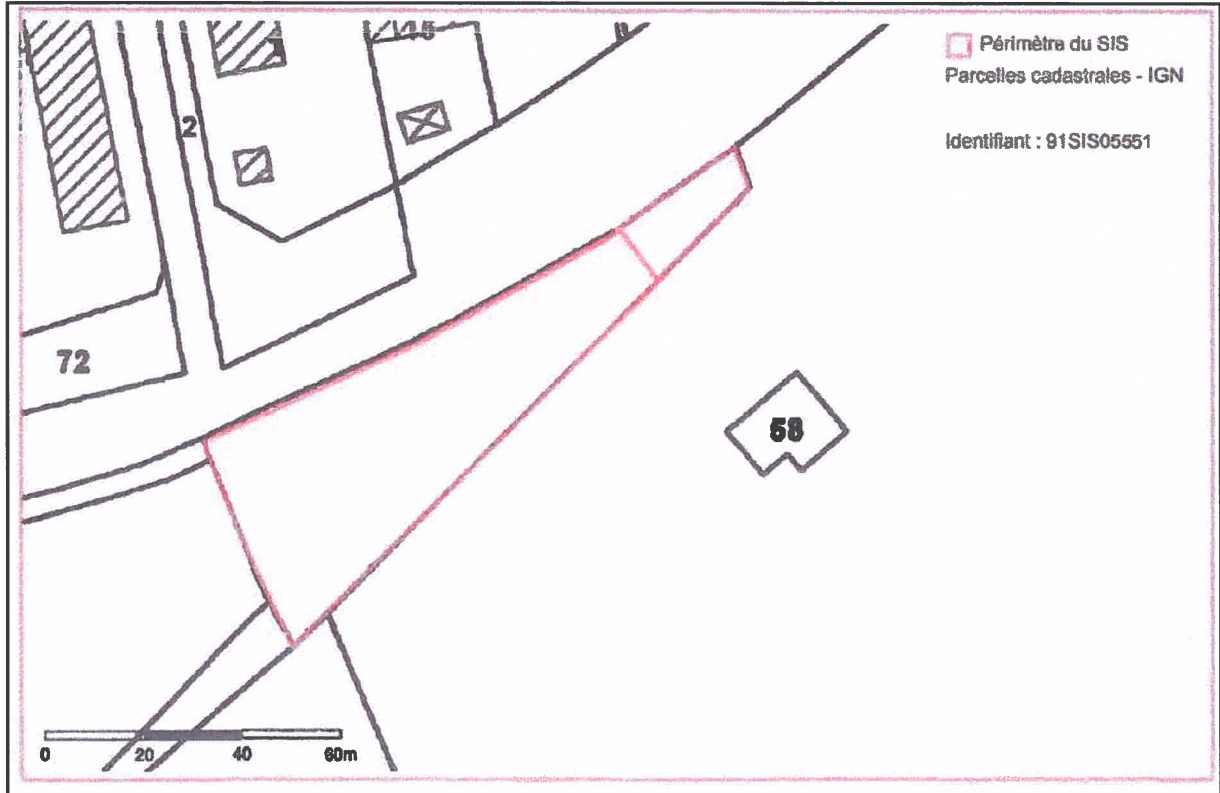 Périmètre du SIS
Parcelles cadastrales - IGN
Identifiant : 91SIS05551
2
72
58
0 20 40 60m